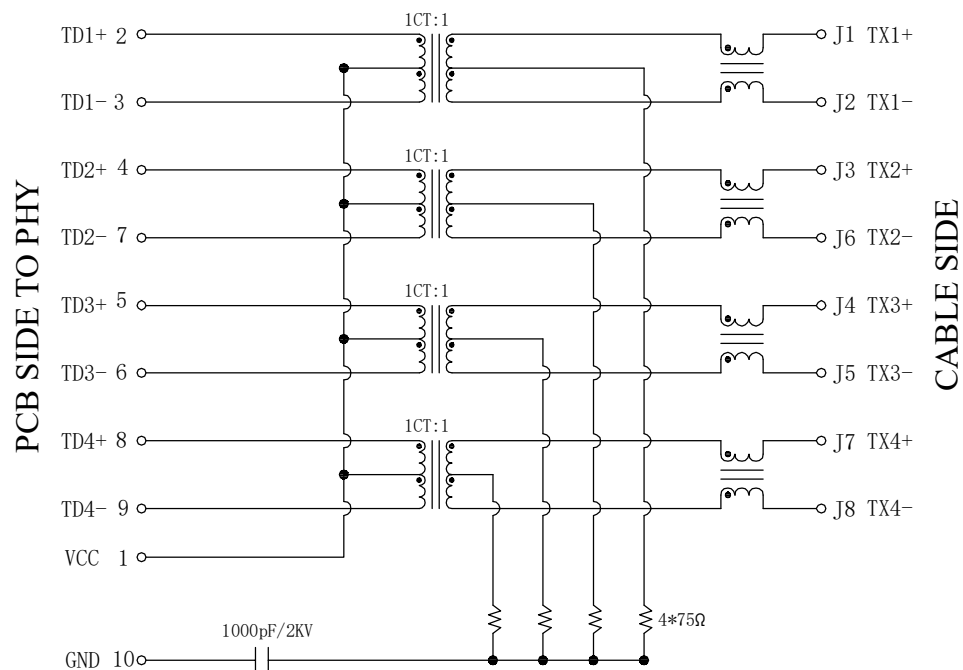 1CT:1
TD1+ 2
J1 TX1+
TD1- 3
J2 TX1-
1CT:1
TD2+ 4
J3 TX2+
TD2- 7
J6 TX2-
1CT:1
TD3+ 5
J4 TX3+
TD3- 6
J5 TX3-
1CT:1
TD4+ 8
J7 TX4+
TD4- 9
J8 TX4-
VCC 1
4*75Ω
1000pF/2KV
GND 10
PCB SIDE TO PHY
CABLE SIDE